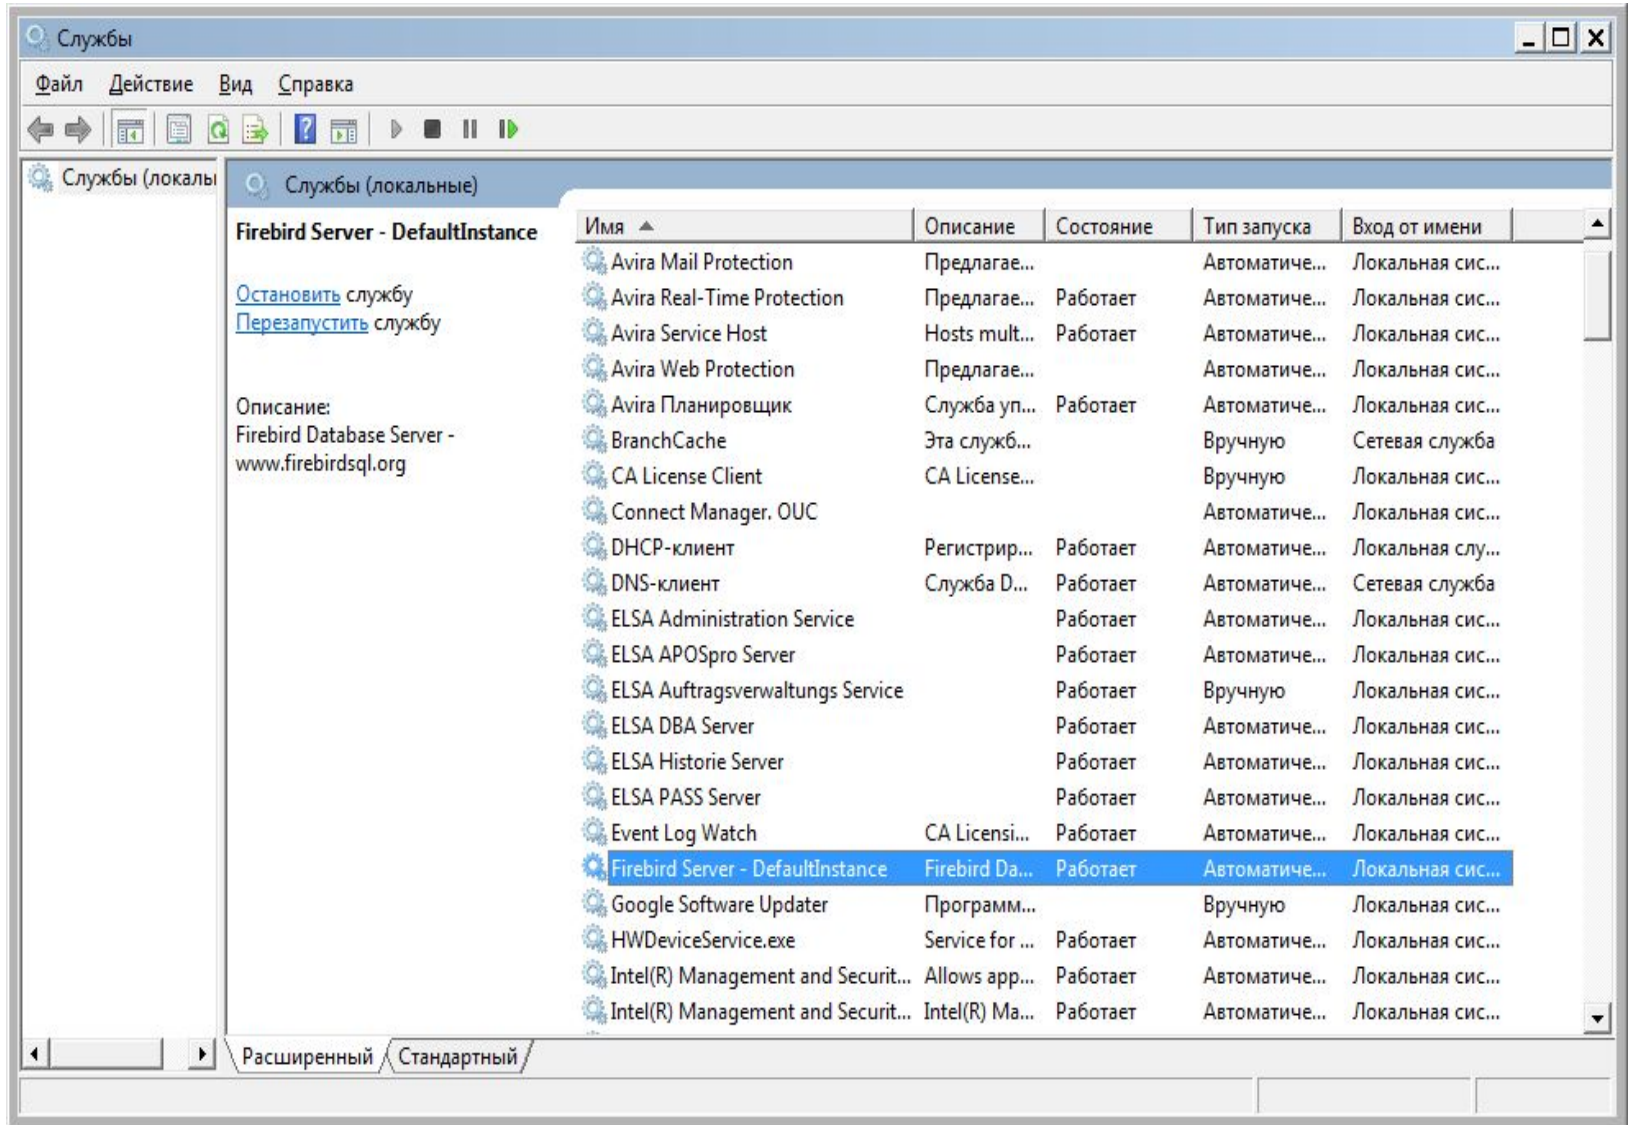 Службы
Файл Действие Вид Справка
Службы (локалы
Службы (локальные)
Firebird Server - DefaultInstance
Остановить службу
Перезапустить службу
Описание:
Firebird Database Server -
www.firebirdsql.org
Имя Описание Состояние Тип запуска Вход от имени
Avira Mail Protection Предлагае... Автоматиче... Локальная сис...
Avira Real-Time Protection Предлагае... Работает Автоматиче... Локальная сис...
Avira Service Host Hosts mult... Работает Автоматиче... Локальная сис...
Avira Web Protection Предлагае... Автоматиче... Локальная сис...
Avira Планировщик Служба уп... Работает Автоматиче... Локальная сис...
BranchCache Эта служб... Вручную Сетевая служба
CA License Client CA License... Вручную Локальная сис...
Connect Manager. OUC Автоматиче... Локальная сис...
DHCP-клиент Регистрир... Работает Автоматиче... Локальная слу...
DNS-клиент Служба D... Работает Автоматиче... Сетевая служба
ELSA Administration Service Работает Автоматиче... Локальная сис...
ELSA APOSpro Server Работает Автоматиче... Локальная сис...
ELSA Auftragsverwaltungs Service Работает Вручную Локальная сис...
ELSA DBA Server Работает Автоматиче... Локальная сис...
ELSA Historie Server Работает Автоматиче... Локальная сис...
ELSA PASS Server Работает Автоматиче... Локальная сис...
Event Log Watch CA Licensi... Работает Автоматиче... Локальная сис...
Firebird Server - DefaultInstance Firebird Da... Работает Автоматиче... Локальная сис...
Google Software Updater Программ... Вручную Локальная сис...
HWDeviceService.exe Service for ... Работает Автоматиче... Локальная сис...
Intel(R) Management and Securit... Allows app... Работает Автоматиче... Локальная сис...
Intel(R) Management and Securit... Intel(R) Ma... Работает Автоматиче... Локальная сис...
Расширенный Стандартный